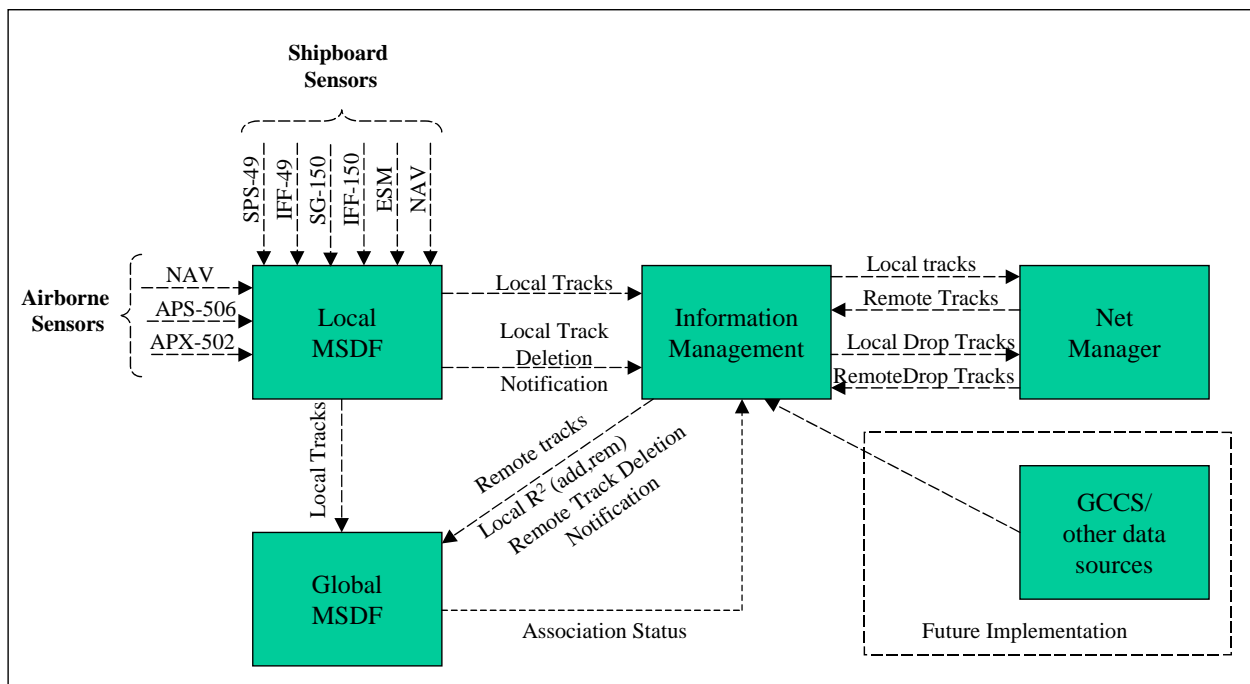 Shipboard
Sensors
SPS-49
IFF-49
SG-150
IFF-150
ESM
NAV
Airborne
Sensors
NAV
APS-506
APX-502
Local
MSDF
Local Tracks
Local Track
Deletion
Notification
Information
Management
Local tracks
Remote Tracks
Local Drop Tracks
RemoteDrop Tracks
Net
Manager
Local Tracks
Remote tracks
Local R² (add,rem)
Remote Track Deletion
Notification
GCCS/
other data
sources
Future Implementation
Global
MSDF
Association Status